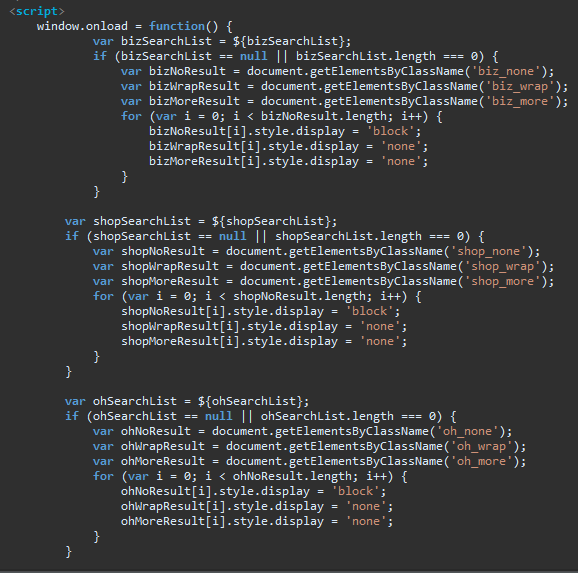 <script>
window.onload = function() {
var bizSearchList = ${bizSearchList};
if (bizSearchList == null || bizSearchList.length === 0) {
var bizNoResult = document.getElementsByClassName('biz_none');
var bizWrapResult = document.getElementsByClassName('biz_wrap');
var bizMoreResult = document.getElementsByClassName('biz_more');
for (var i = 0; i < bizNoResult.length; i++) {
bizNoResult[i].style.display = 'block';
bizWrapResult[i].style.display = 'none';
bizMoreResult[i].style.display = 'none';
}
}
var shopSearchList = ${shopSearchList};
if (shopSearchList == null || shopSearchList.length === 0) {
var shopNoResult = document.getElementsByClassName('shop_none');
var shopWrapResult = document.getElementsByClassName('shop_wrap');
var shopMoreResult = document.getElementsByClassName('shop_more');
for (var i = 0; i < shopNoResult.length; i++) {
shopNoResult[i].style.display = 'block';
shopWrapResult[i].style.display = 'none';
shopMoreResult[i].style.display = 'none';
}
}
var ohSearchList = ${ohSearchList};
if (ohSearchList == null || ohSearchList.length === 0) {
var ohNoResult = document.getElementsByClassName('oh_none');
var ohWrapResult = document.getElementsByClassName('oh_wrap');
var ohMoreResult = document.getElementsByClassName('oh_more');
for (var i = 0; i < ohNoResult.length; i++) {
ohNoResult[i].style.display = 'block';
ohWrapResult[i].style.display = 'none';
ohMoreResult[i].style.display = 'none';
}
}